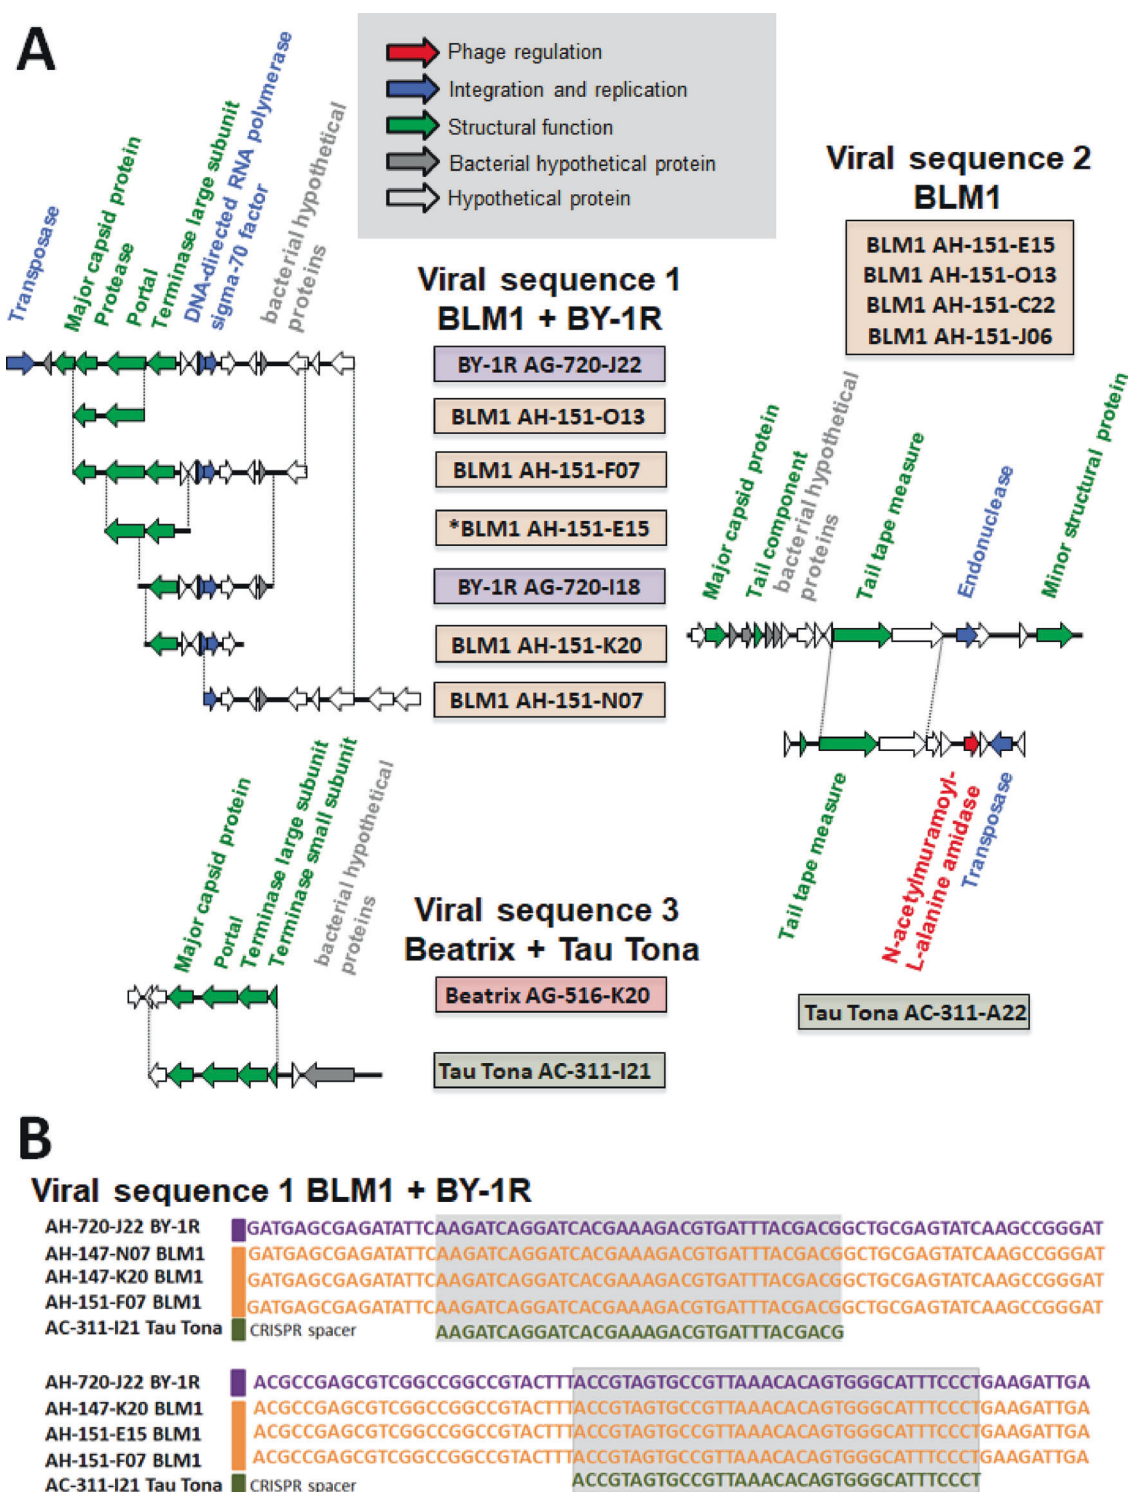 A
Phage regulation
Integration and replication
Structural function
Bacterial hypothetical protein
Hypothetical protein
Transposase
Major capsid protein
Protease
Portal
Terminase large subunit
DNA-directed RNA polymerase
sigma-70 factor
bacterial hypothetical
proteins
Viral sequence 1
BLM1 + BY-1R
BY-1R AG-720-J22
BLM1 AH-151-O13
BLM1 AH-151-F07
*BLM1 AH-151-E15
BY-1R AG-720-I18
BLM1 AH-151-K20
BLM1 AH-151-N07
Viral sequence 2
BLM1
BLM1 AH-151-E15
BLM1 AH-151-O13
BLM1 AH-151-C22
BLM1 AH-151-J06
Major capsid protein
Tail component
bacterial hypothetical
proteins
Tail tape measure
Endonuclease
Minor structural protein
Tail tape measure
N-acetylmuramoyl-
L-alanine amidase
Transposase
Tau Tona AC-311-A22
Major capsid protein
Portal
Terminase large subunit
Terminase small subunit
bacterial hypothetical
proteins
Viral sequence 3
Beatrix + Tau Tona
Beatrix AG-516-K20
Tau Tona AC-311-I21
B
Viral sequence 1 BLM1 + BY-1R
AH-720-J22 BY-1R GATGAGCGAGATATTCAAGATCAGGATCACGAAAGACGTGATTTACGACGGCTGCGAGTATCAAGCCGGGAT
AH-147-N07 BLM1 GATGAGCGAGATATTCAAGATCAGGATCACGAAAGACGTGATTTACGACGGCTGCGAGTATCAAGCCGGGAT
AH-147-K20 BLM1 GATGAGCGAGATATTCAAGATCAGGATCACGAAAGACGTGATTTACGACGGCTGCGAGTATCAAGCCGGGAT
AH-151-F07 BLM1 GATGAGCGAGATATTCAAGATCAGGATCACGAAAGACGTGATTTACGACGGCTGCGAGTATCAAGCCGGGAT
AC-311-I21 Tau Tona CRISPR spacer AAGATCAGGATCACGAAAGACGTGATTTACGACG
AH-720-J22 BY-1R ACGCCGAGCGTCGGCCGGCCGTACTTTACCGTAGTGCCGTTAAACACAGTGGGCATTTCCCTGAAGATTGA
AH-147-K20 BLM1 ACGCCGAGCGTCGGCCGGCCGTACTTTACCGTAGTGCCGTTAAACACAGTGGGCATTTCCCTGAAGATTGA
AH-151-E15 BLM1 ACGCCGAGCGTCGGCCGGCCGTACTTTACCGTAGTGCCGTTAAACACAGTGGGCATTTCCCTGAAGATTGA
AH-151-F07 BLM1 ACGCCGAGCGTCGGCCGGCCGTACTTTACCGTAGTGCCGTTAAACACAGTGGGCATTTCCCTGAAGATTGA
AC-311-I21 Tau Tona CRISPR spacer ACCGTAGTGCCGTTAAACACAGTGGGCATTTCCCT